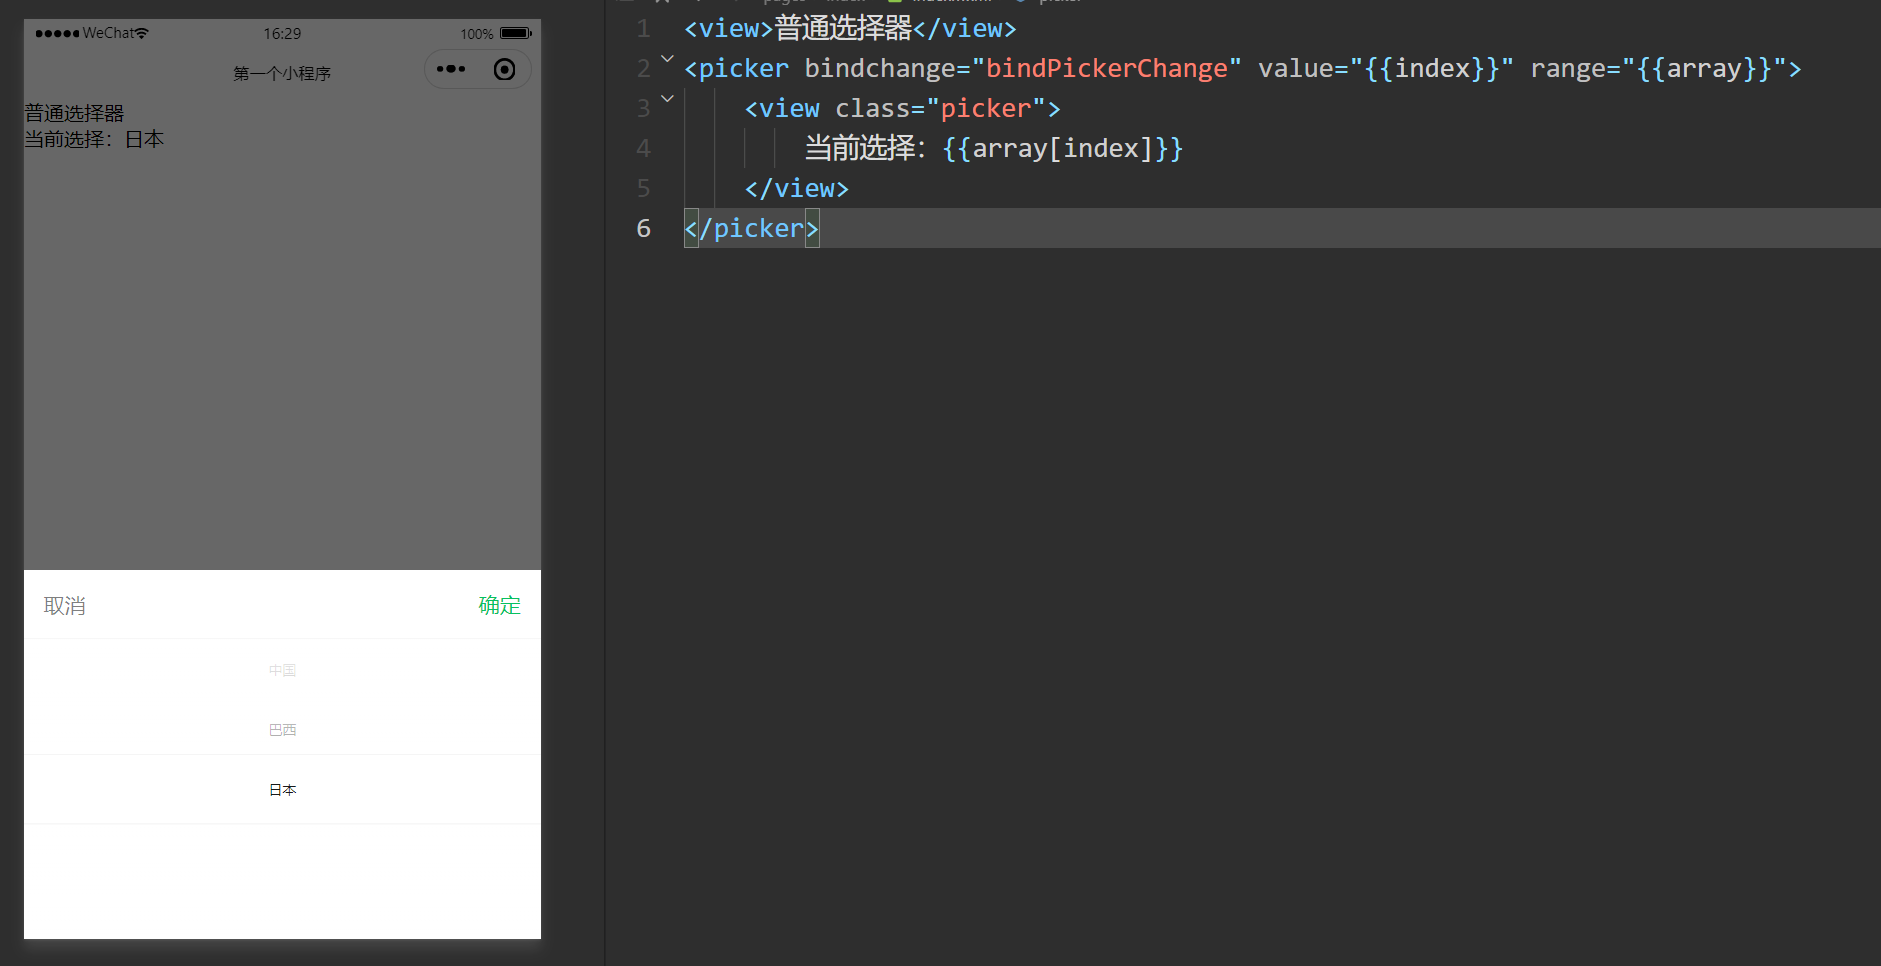 WeChat 16:29 100%
第一个小程序
普通选择器
当前选择：日本
取消 确定
中国
巴西
日本
1 <view>普通选择器</view>
2 <picker bindchange="bindPickerChange" value="{{index}}" range="{{array}}">
3 <view class="picker">
4 当前选择：{{array[index]}}
5 </view>
6 </picker>